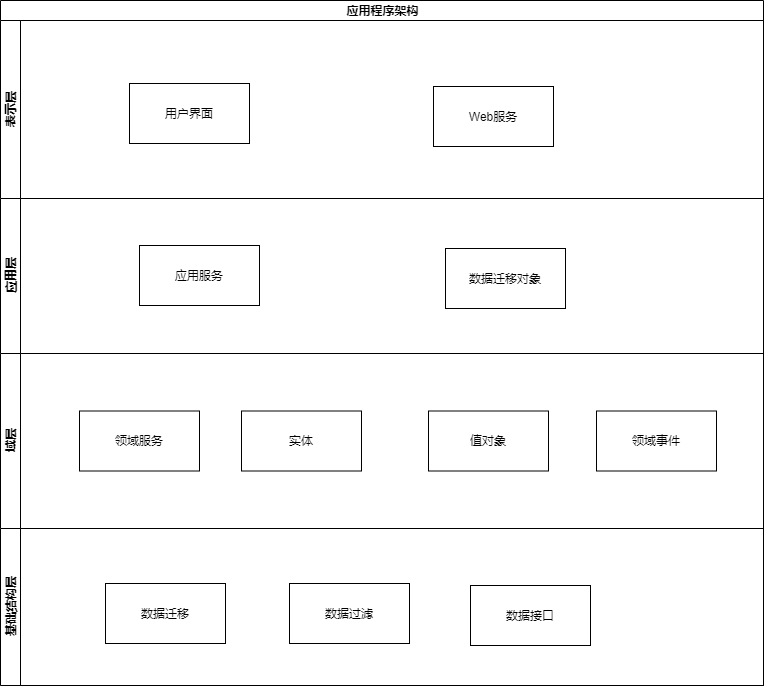 应用程序架构
表示层
用户界面
Web服务
应用层
应用服务
数据迁移对象
域层
领域服务
实体
值对象
领域事件
基础结构层
数据迁移
数据过滤
数据接口